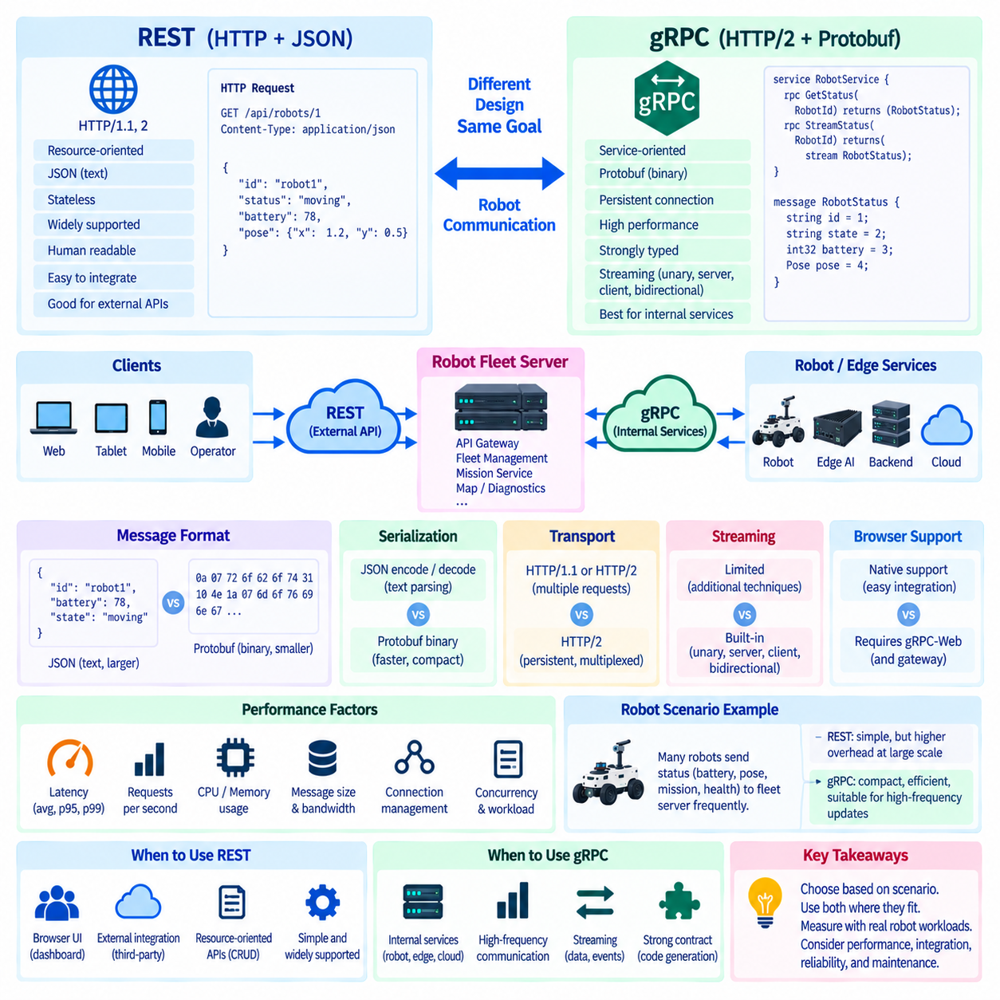 REST (HTTP + JSON)
HTTP/1.1, 2
Resource-oriented
JSON (text)
Stateless
Widely supported
Human readable
Easy to integrate
Good for external APIs
HTTP Request
GET /api/robots/1
Content-Type: application/json
{
"id": "robot1",
"status": "moving",
"battery": 78,
"pose": {"x": 1.2, "y": 0.5}
}
Different
Design
Same Goal
Robot
Communication
gRPC (HTTP/2 + Protobuf)
gRPC
Service-oriented
Protobuf (binary)
Persistent connection
High performance
Strongly typed
Streaming (unary, server,
client, bidirectional)
Best for internal services
service RobotService {
rpc GetStatus(
RobotId) returns (RobotStatus);
rpc StreamStatus(
RobotId) returns(
stream RobotStatus);
}
message RobotStatus {
string id = 1;
string state = 2;
int32 battery = 3;
Pose pose = 4;
}
Clients
Web
Tablet
Mobile
Operator
REST
(External API)
Robot Fleet Server
API Gateway
Fleet Management
Mission Service
Map / Diagnostics
...
gRPC
(Internal Services)
Robot / Edge Services
Robot
Edge AI
Backend
Cloud
Message Format
{
"id": "robot1",
"battery": 78,
"state": "moving"
}
JSON (text, larger)
VS
0a 07 72 6f 62 6f 74 31
10 4e 1a 07 6d 6f 76 69
6e 67 ...
Protobuf (binary, smaller)
Serialization
JSON encode / decode
(text parsing)
VS
Protobuf binary
(faster, compact)
Transport
HTTP/1.1 or HTTP/2
(multiple requests)
VS
HTTP/2
(persistent, multiplexed)
Streaming
Limited
(additional techniques)
VS
Built-in
(unary, server, client,
bidirectional)
Browser Support
Native support
(easy integration)
VS
Requires gRPC-Web
(and gateway)
Performance Factors
Latency
(avg, p95, p99)
Requests
per second
CPU / Memory
usage
Message size
& bandwidth
Connection
management
Concurrency
& workload
Robot Scenario Example
Many robots send
status (battery, pose,
mission, health) to fleet
server frequently.
– REST: simple, but higher
overhead at large scale
gRPC: compact, efficient,
suitable for high-frequency
updates
When to Use REST
Browser UI
(dashboard)
External integration
(third-party)
Resource-oriented
APIs (CRUD)
Simple and
widely supported
When to Use gRPC
Internal services
(robot, edge, cloud)
High-frequency
communication
Streaming
(data, events)
Strong contract
(code generation)
Key Takeaways
Choose based on scenario.
Use both where they fit.
Measure with real robot workloads.
Consider performance, integration,
reliability, and maintenance.